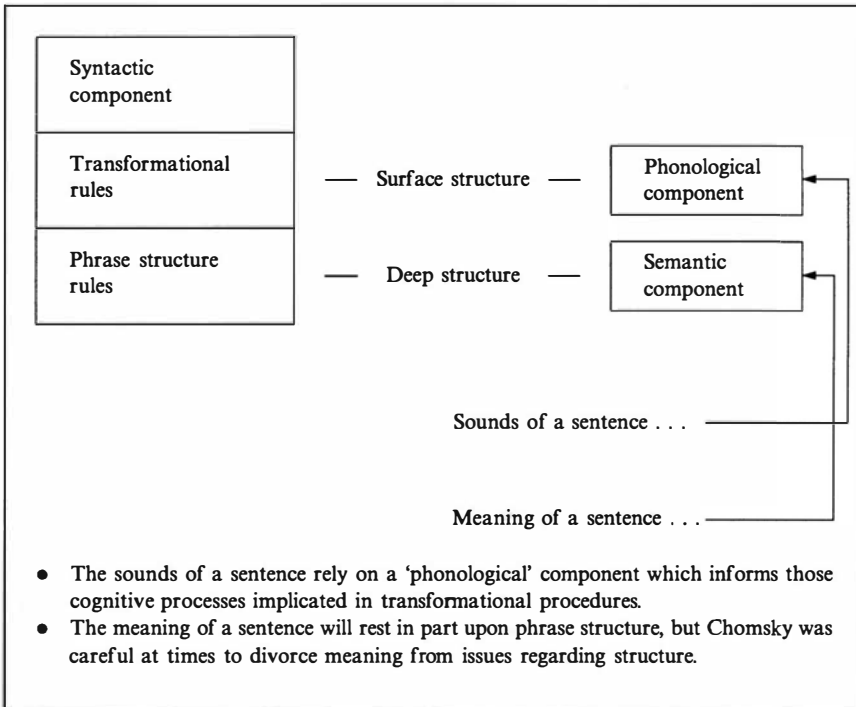 Syntactic
component
Transformational
rules
— Surface structure —
Phonological
component
Phrase structure
rules
— Deep structure —
Semantic
component
Sounds of a sentence . . .
Meaning of a sentence . . .
• The sounds of a sentence rely on a ‘phonological’ component which informs those
cognitive processes implicated in transformational procedures.
• The meaning of a sentence will rest in part upon phrase structure, but Chomsky was
careful at times to divorce meaning from issues regarding structure.